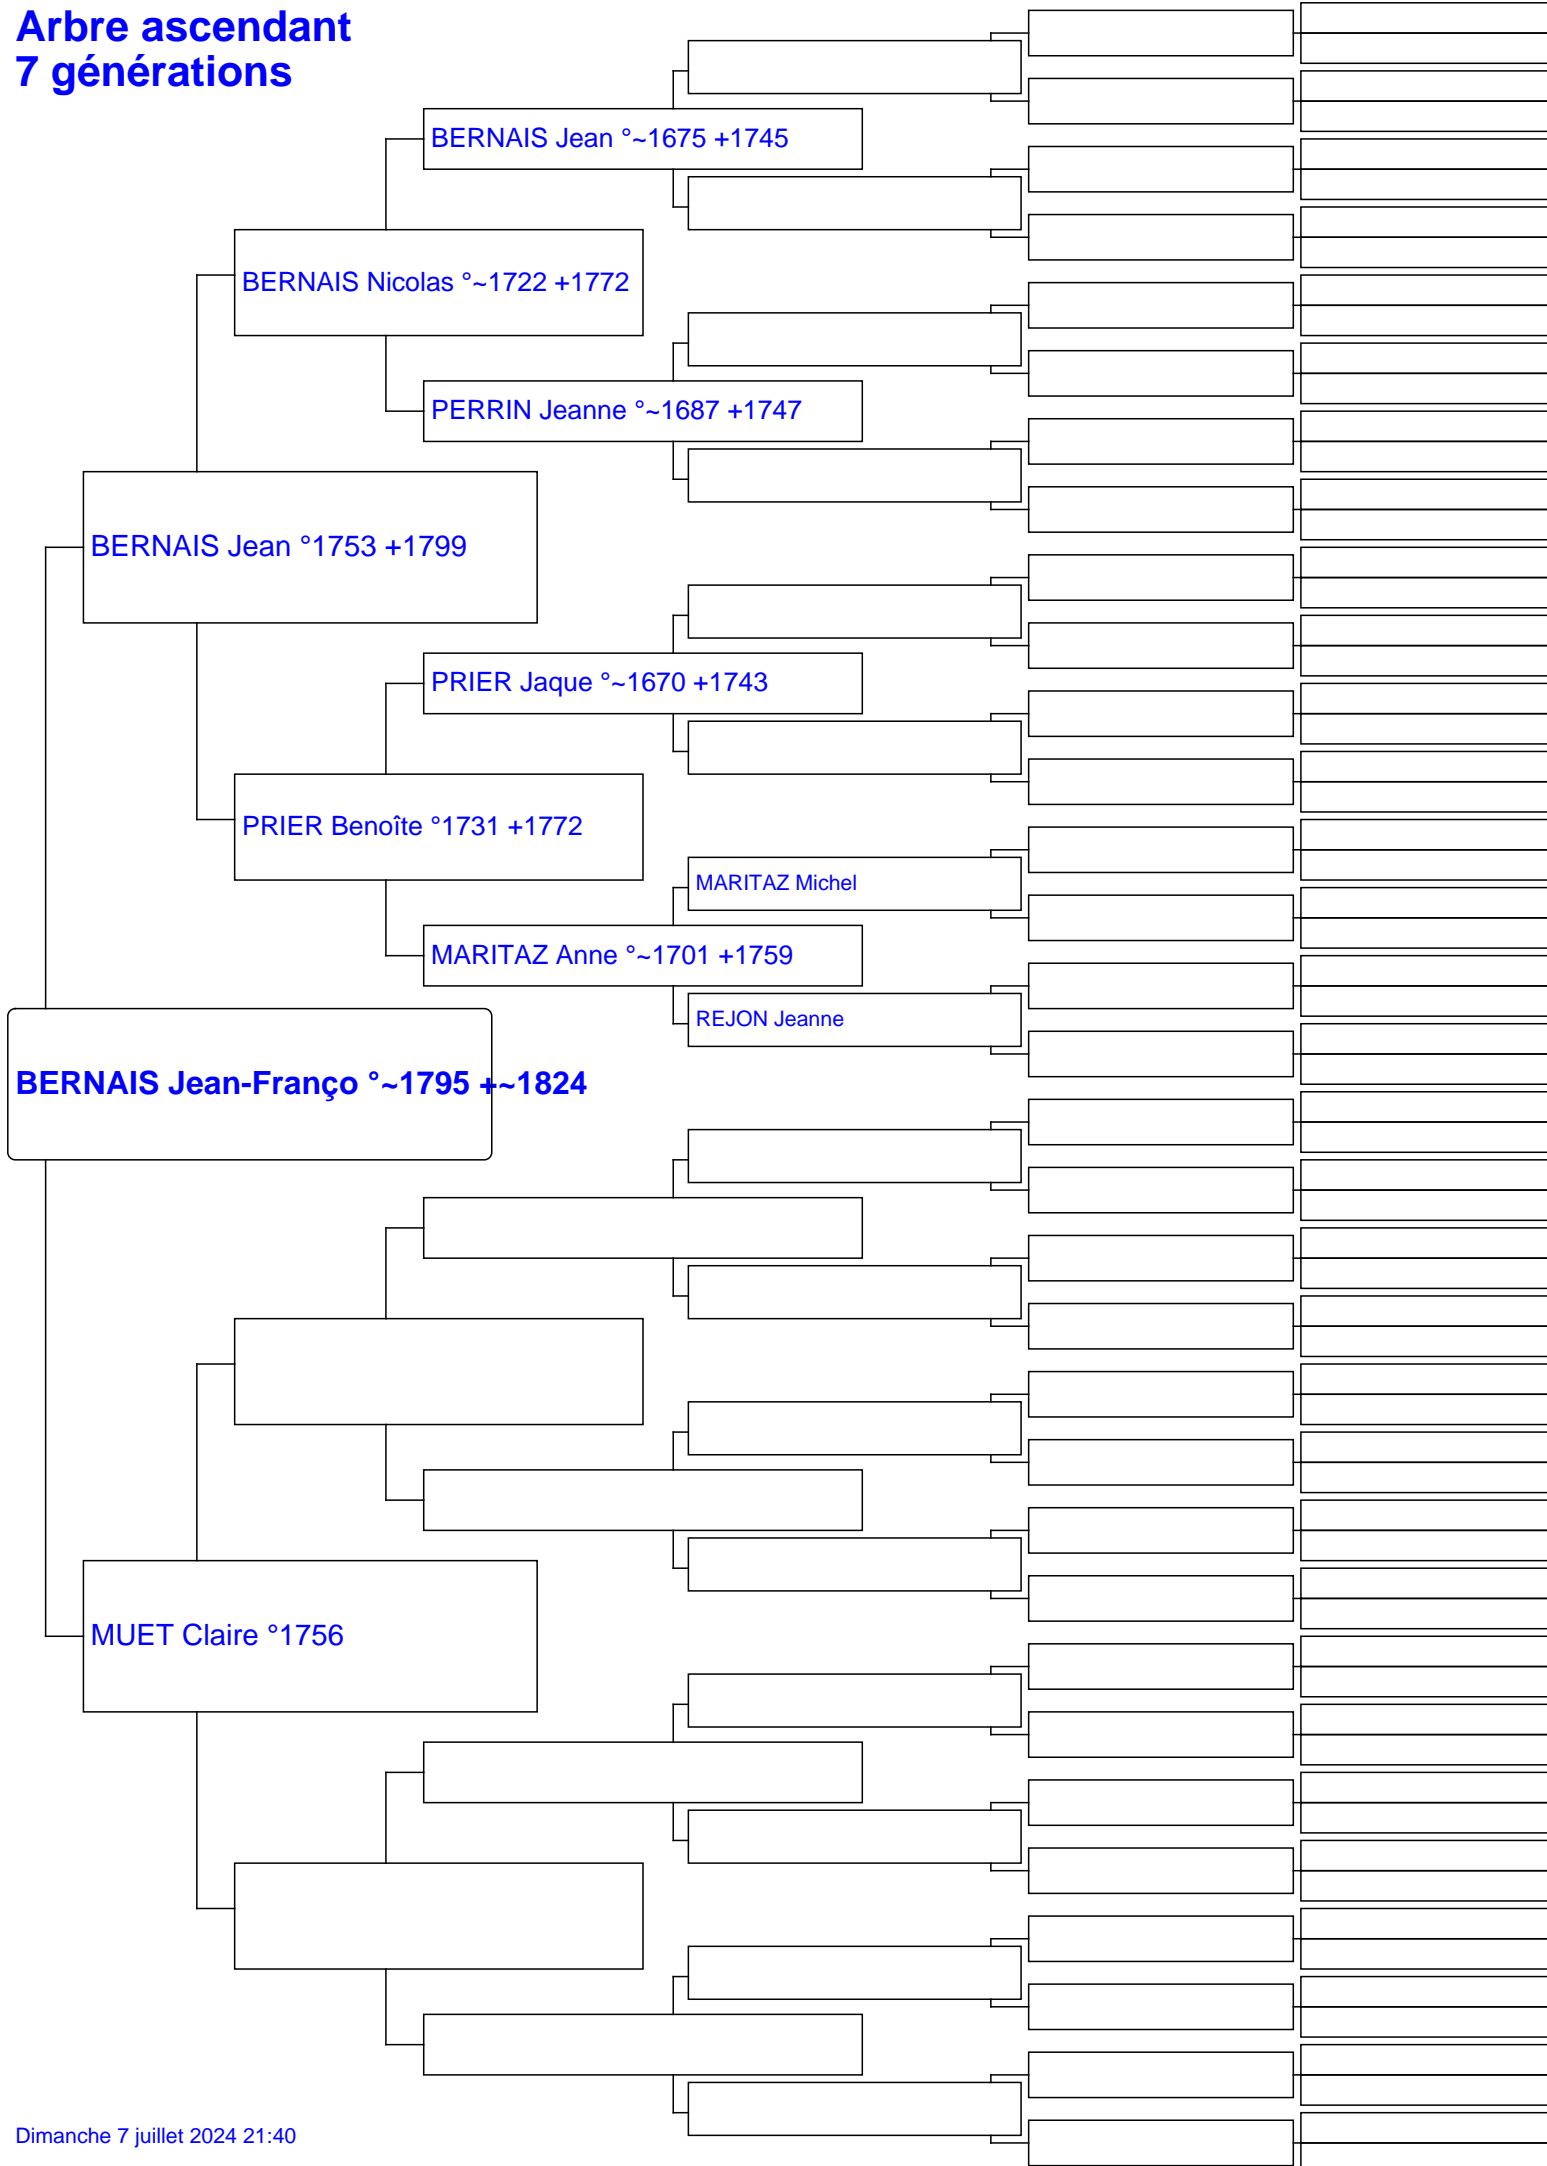 Arbre ascendant
7 générations
BERNAIS Jean °~1675 +1745
BERNAIS Nicolas °~1722 +1772
PERRIN Jeanne °~1687 +1747
BERNAIS Jean °1753 +1799
PRIER Jaque °~1670 +1743
PRIER Benoîte °1731 +1772
MARITAZ Michel
MARITAZ Anne °~1701 +1759
REJON Jeanne
BERNAIS Jean-Franço °~1795 +~1824
MUET Claire °1756
Dimanche 7 juillet 2024 21:40